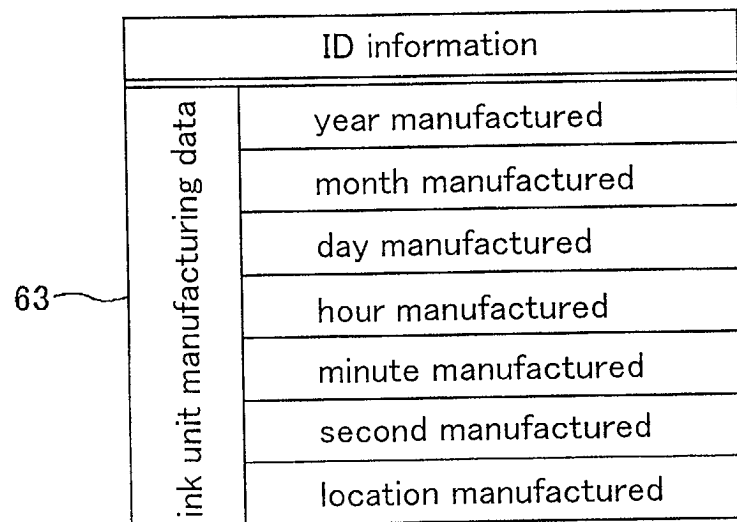 ID information
63
ink unit manufacturing data
year manufactured
month manufactured
day manufactured
hour manufactured
minute manufactured
second manufactured
location manufactured